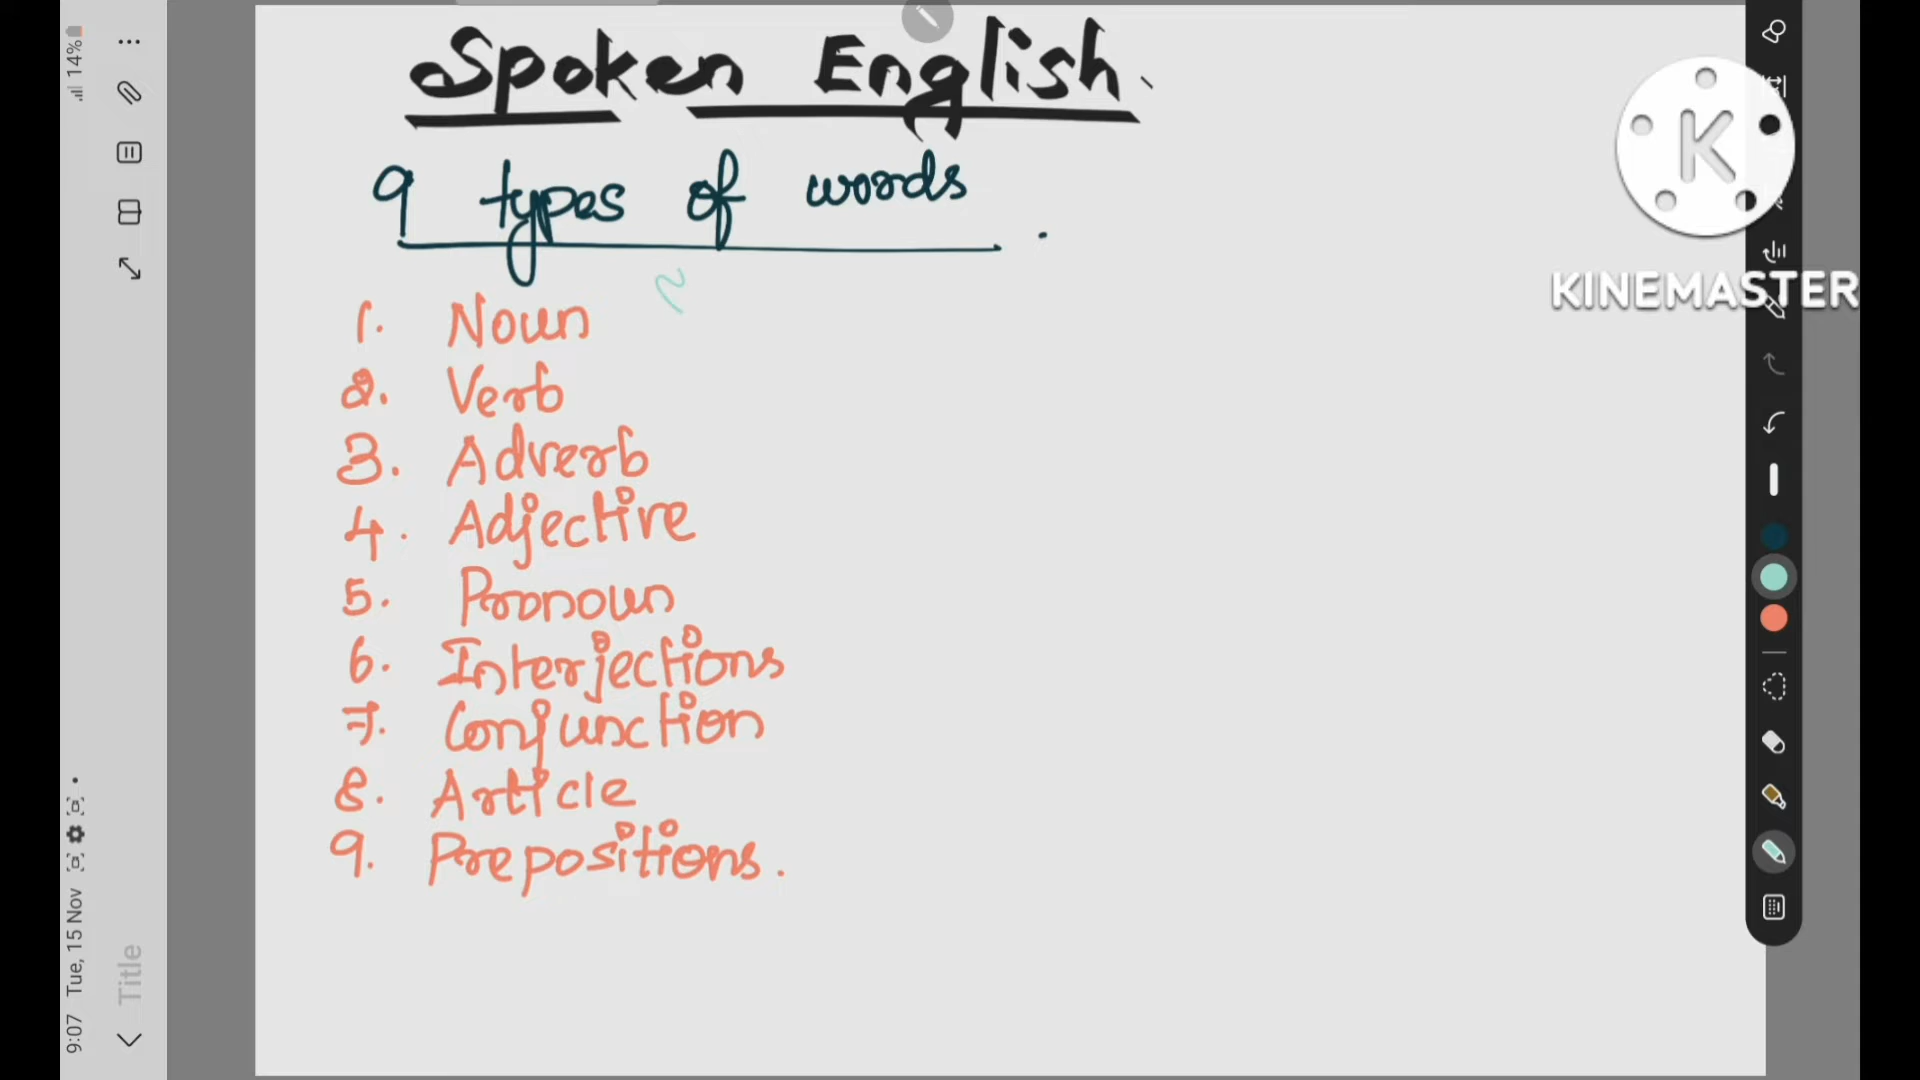 Spoken English.
9 types of words.
1. Noun
2. Verb
3. Adverb
4. Adjective
5. Pronoun
6. Interjections
7. Conjunction
8. Article
9. Prepositions.
K
KINEMASTER
14%
Title
9:07 Tue, 15 Nov